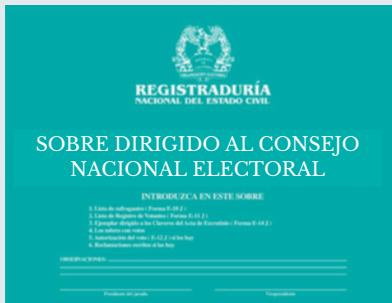 REGISTRADURÍA
NACIONAL DEL ESTADO CIVIL
SOBRE DIRIGIDO AL CONSEJO
NACIONAL ELECTORAL
INTRODUZCA EN ESTE SOBRE
1. Lista de sufragantes ( Forma E-10 J )
2. Lista de Registro de Votantes ( Forma E-11 J )
3. Ejemplar dirigido a los Claveros del Acta de Escrutinio ( Forma E-14 J )
4. Los sobres con votos
5. Autorización del voto ( E-12 J ) si las hay
6. Reclamaciones escritas si las hay
OBSERVACIONES:
Presidente del jurado Vicepresidente